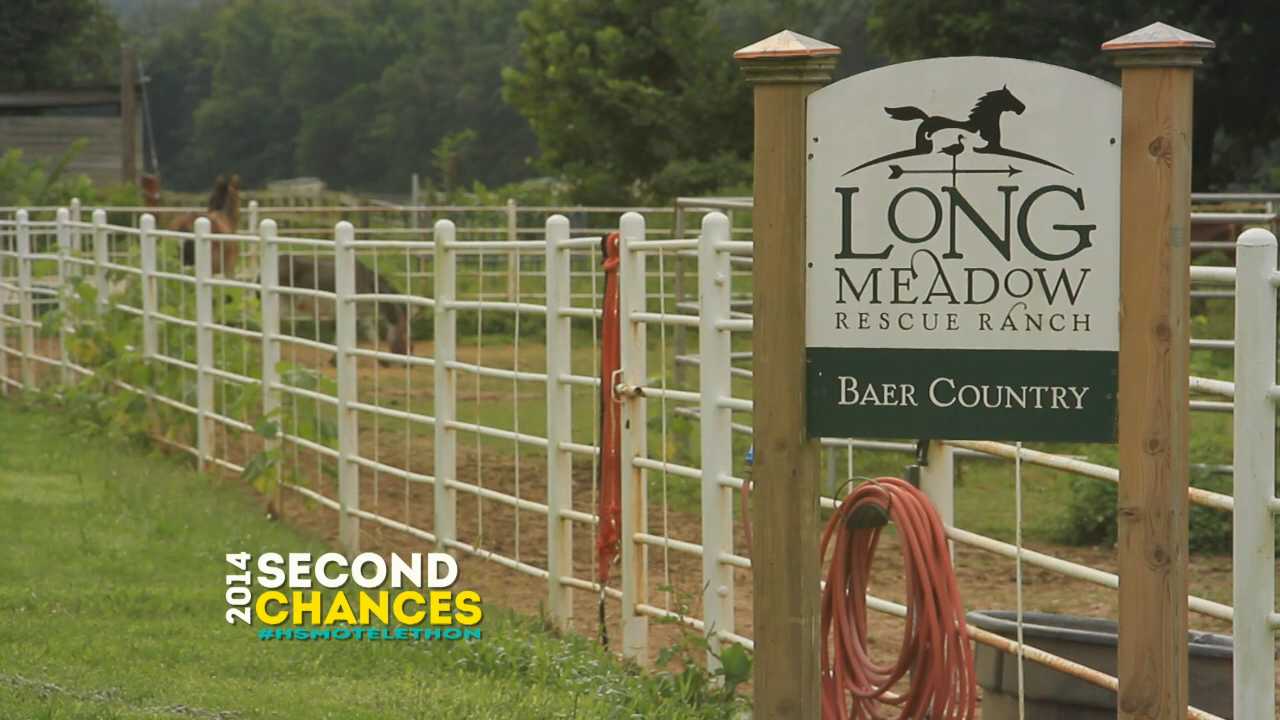 LONG
MEADOW
RESCUE RANCH
BAER COUNTRY
2014
SECOND
CHANCES
#HSMOTELETHON